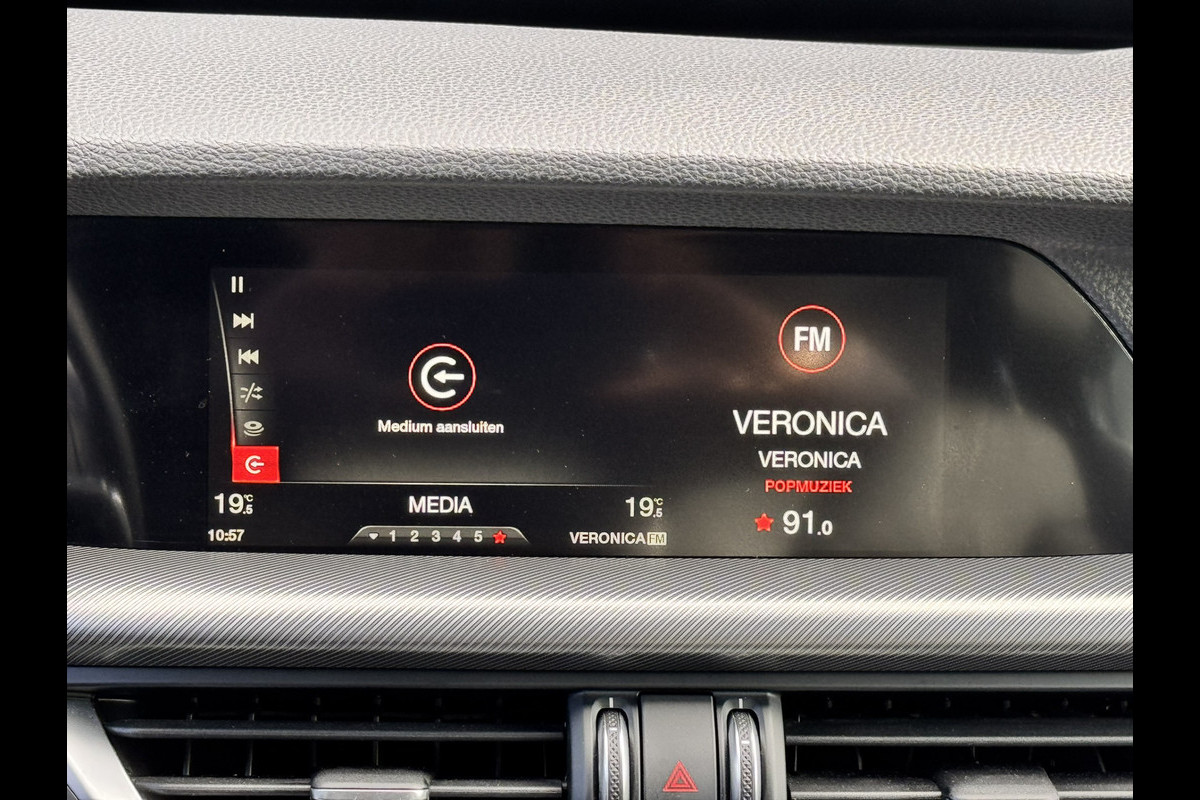 FM
Medium aansluiten
VERONICA
VERONICA
POPMUZIEK
19.5°C
MEDIA
19.5°C
91.0
10:57
1 2 3 4 5
VERONICA FM